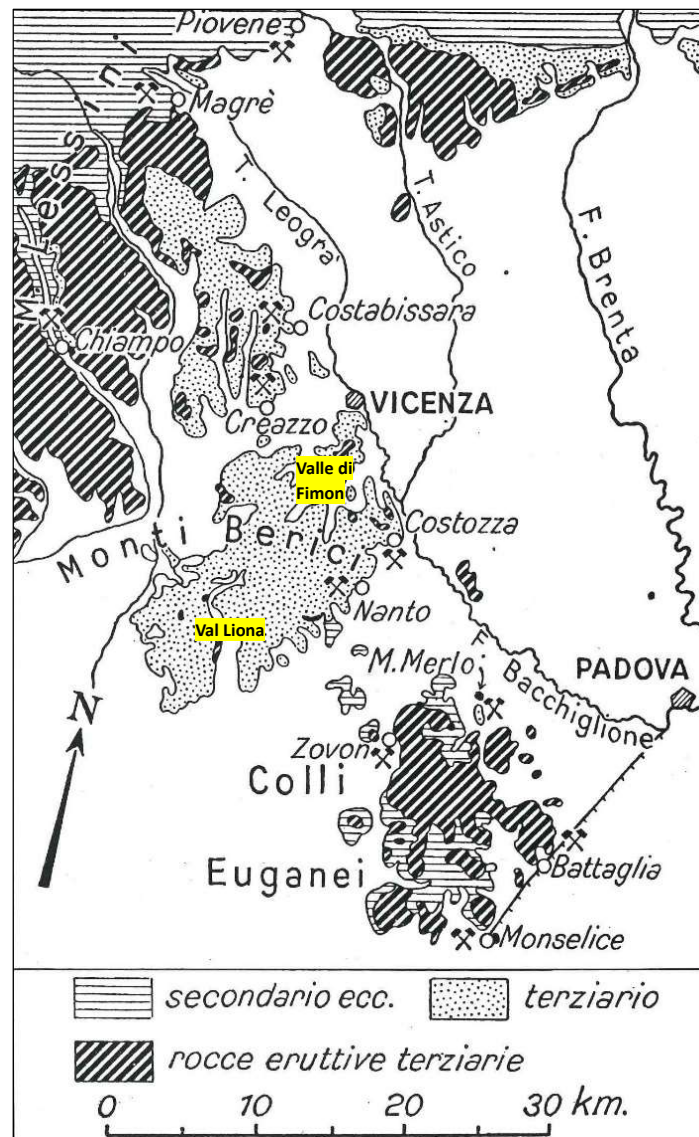 Piovene
Magrè
M. Lessini
T. Leogrà
T. Astico
F. Brenta
Costabissara
Chiampo
VICENZA
Creazzo
Valle di
Fimon
Costozza
Monti Berici
Nanto
Val Liona
M. Merlo
F. Bacchiglione
PADOVA
N
Zovon
Colli
Euganei
Battaglia
Monselice
secondario ecc.
terziario
rocce eruttive terziarie
0 10 20 30 km.